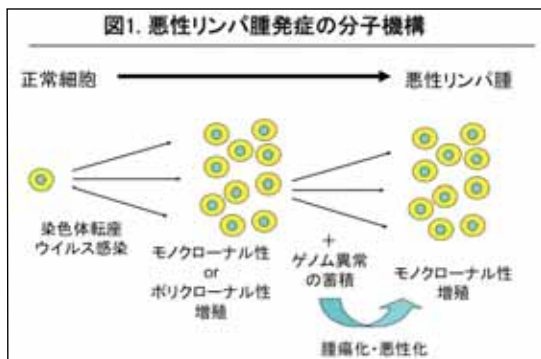 図1. 悪性リンパ腫発症の分子機構
正常細胞
悪性リンパ腫
染色体転座
ウイルス感染
モノクローナル性
or
ポリクローナル性
増殖
＋
ゲノム異常
の蓄積
モノクローナル性
増殖
腫瘍化・悪性化